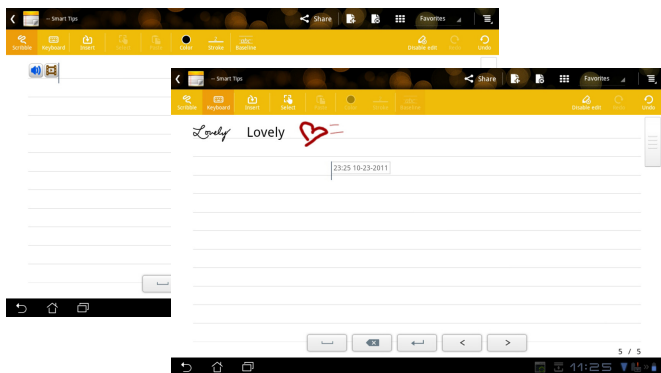 – Smart Tips Share Favorites
Scribble Keyboard Insert Select Photo Color Stroke Baseline Disable edit Redo Undo
– Smart Tips Share Favorites
Scribble Keyboard Insert Select Color Stroke Baseline Disable edit Undo
Lovely Lovely
23:25 10-23-2011
< >
5 / 5
11:25